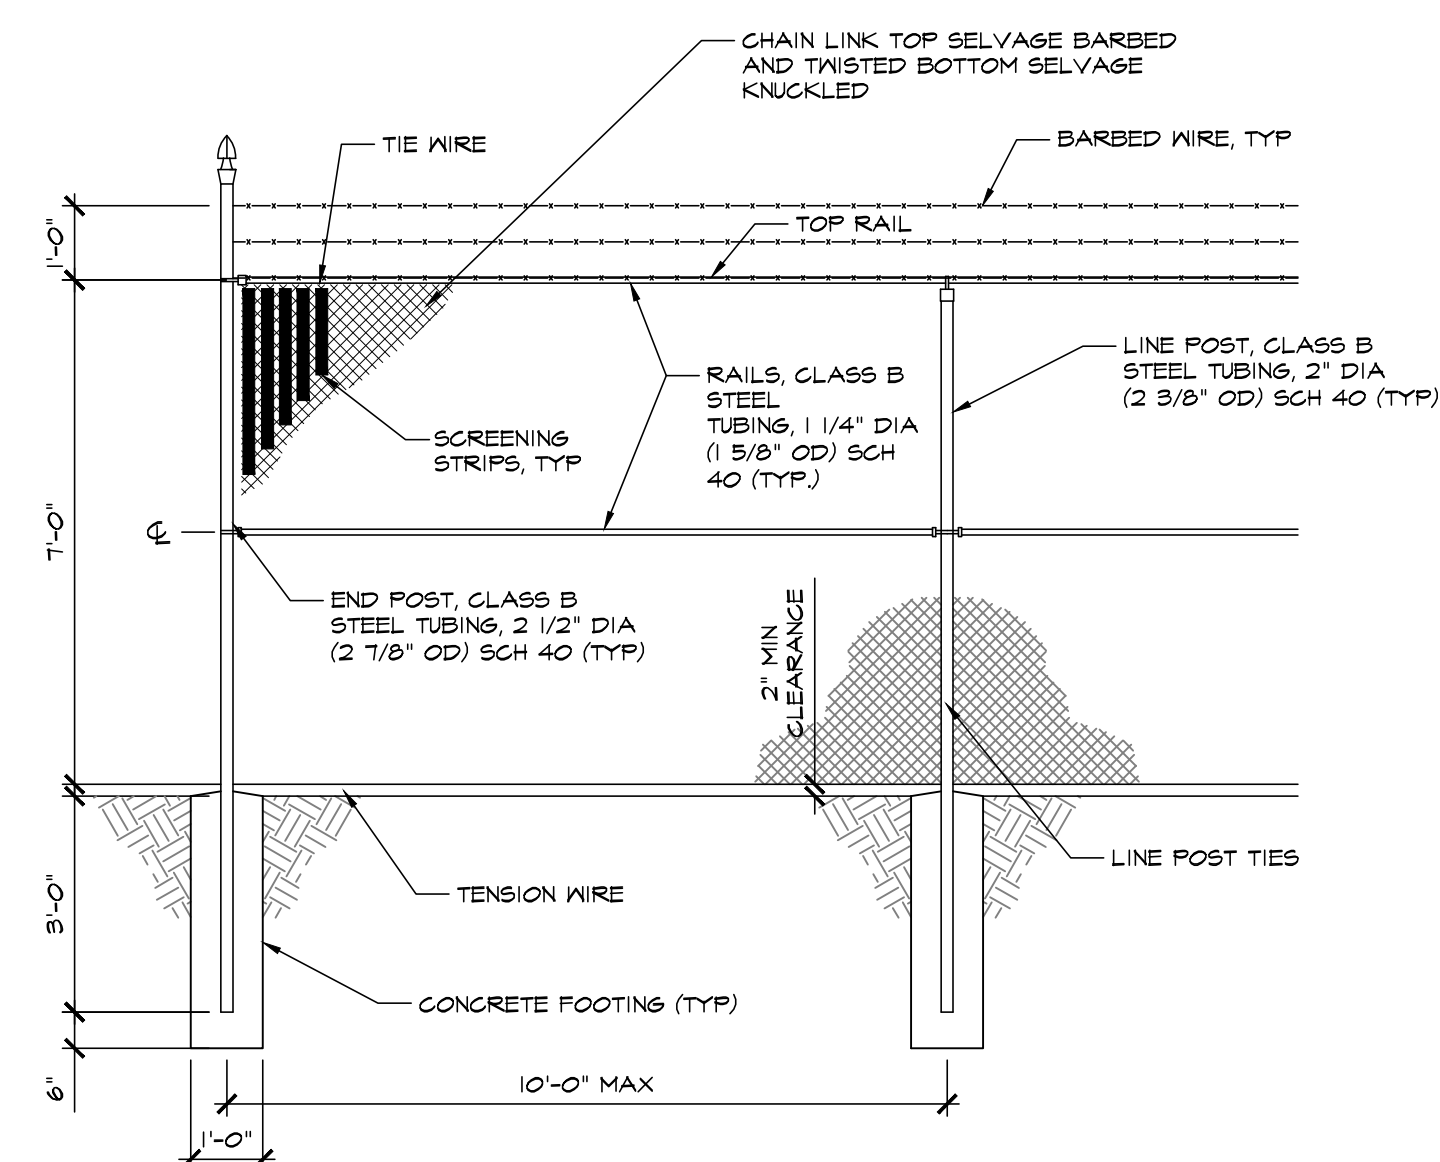 CHAIN LINK TOP SELVAGE BARBED
AND TWISTED BOTTOM SELVAGE
KNUCKLED
TIE WIRE
BARBED WIRE, TYP
TOP RAIL
1'-0"
LINE POST, CLASS B
STEEL TUBING, 2" DIA
(2 3/8" OD) SCH 40 (TYP)
RAILS, CLASS B
STEEL
TUBING, 1 1/4" DIA
(1 5/8" OD) SCH
40 (TYP.)
SCREENING
STRIPS, TYP
7'-0"
CL
END POST, CLASS B
STEEL TUBING, 2 1/2" DIA
(2 7/8" OD) SCH 40 (TYP)
2" MIN
CLEARANCE
LINE POST TIES
TENSION WIRE
3'-0"
CONCRETE FOOTING (TYP)
6"
10'-0" MAX
1'-0"